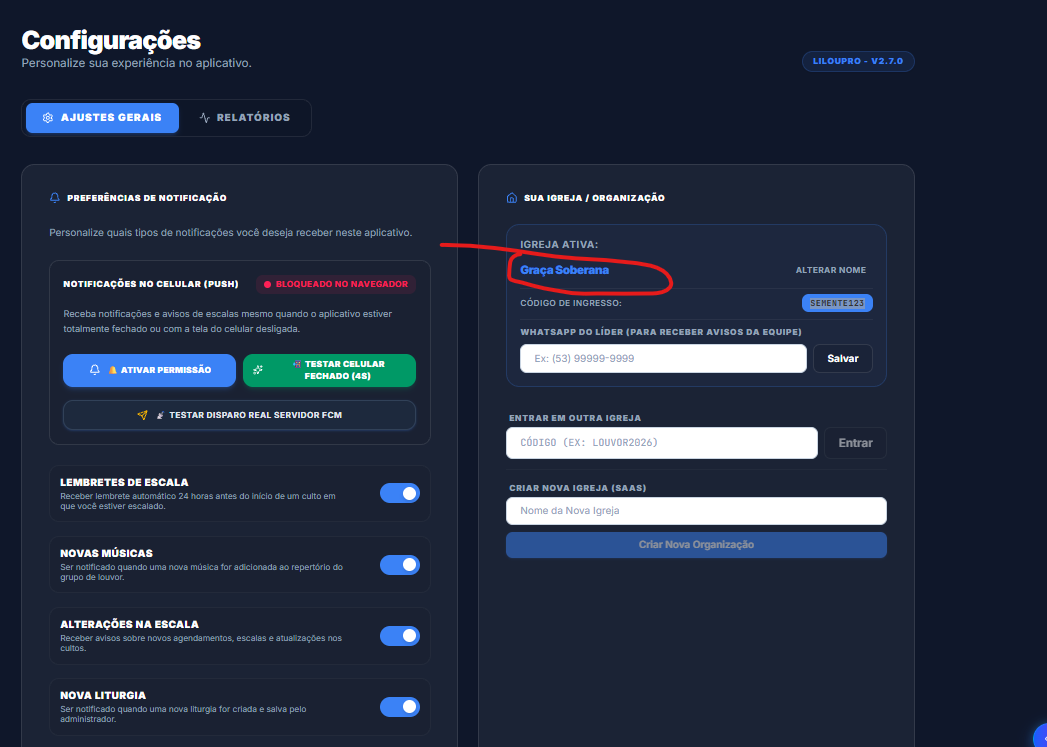 Configurações
Personalize sua experiência no aplicativo.
LILOUPRO - V2.7.0
AJUSTES GERAIS
RELATÓRIOS
PREFERÊNCIAS DE NOTIFICAÇÃO
Personalize quais tipos de notificações você deseja receber neste aplicativo.
NOTIFICAÇÕES NO CELULAR (PUSH)
BLOQUEADO NO NAVEGADOR
Receba notificações e avisos de escalas mesmo quando o aplicativo estiver
totalmente fechado ou com a tela do celular desligada.
ATIVAR PERMISSÃO
TESTAR CELULAR
FECHADO (4S)
TESTAR DISPARO REAL SERVIDOR FCM
LEMBRETES DE ESCALA
Receber lembrete automático 24 horas antes do início de um culto em
que você estiver escalado.
NOVAS MÚSICAS
Ser notificado quando uma nova música for adicionada ao repertório do
grupo de louvor.
ALTERAÇÕES NA ESCALA
Receber avisos sobre novos agendamentos, escalas e atualizações nos
cultos.
NOVA LITURGIA
Ser notificado quando uma nova liturgia for criada e salva pelo
administrador.
SUA IGREJA / ORGANIZAÇÃO
IGREJA ATIVA:
Graça Soberana
ALTERAR NOME
CÓDIGO DE INGRESSO:
SEMENTE123
WHATSAPP DO LÍDER (PARA RECEBER AVISOS DA EQUIPE)
Ex: (53) 99999-9999
Salvar
ENTRAR EM OUTRA IGREJA
CÓDIGO (EX: LOUVOR2026)
Entrar
CRIAR NOVA IGREJA (SAAS)
Nome da Nova Igreja
Criar Nova Organização